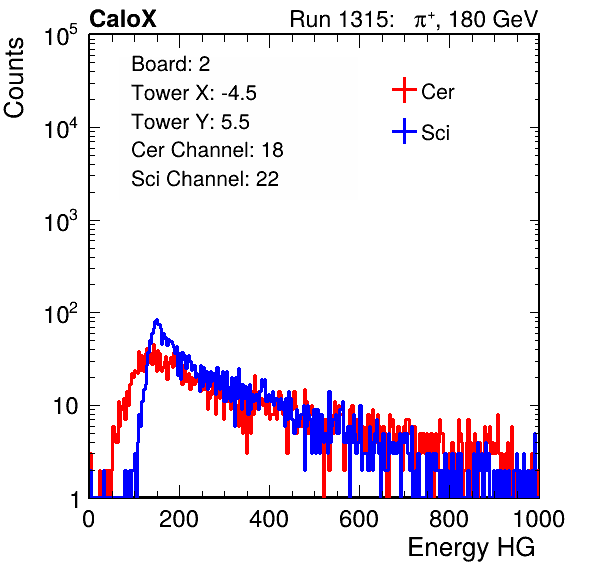 CaloX
Run 1315: π⁺, 180 GeV
Counts
10⁵
10⁴
10³
10²
10
1
Board: 2
Tower X: -4.5
Tower Y: 5.5
Cer Channel: 18
Sci Channel: 22
Cer
Sci
0 200 400 600 800 1000
Energy HG